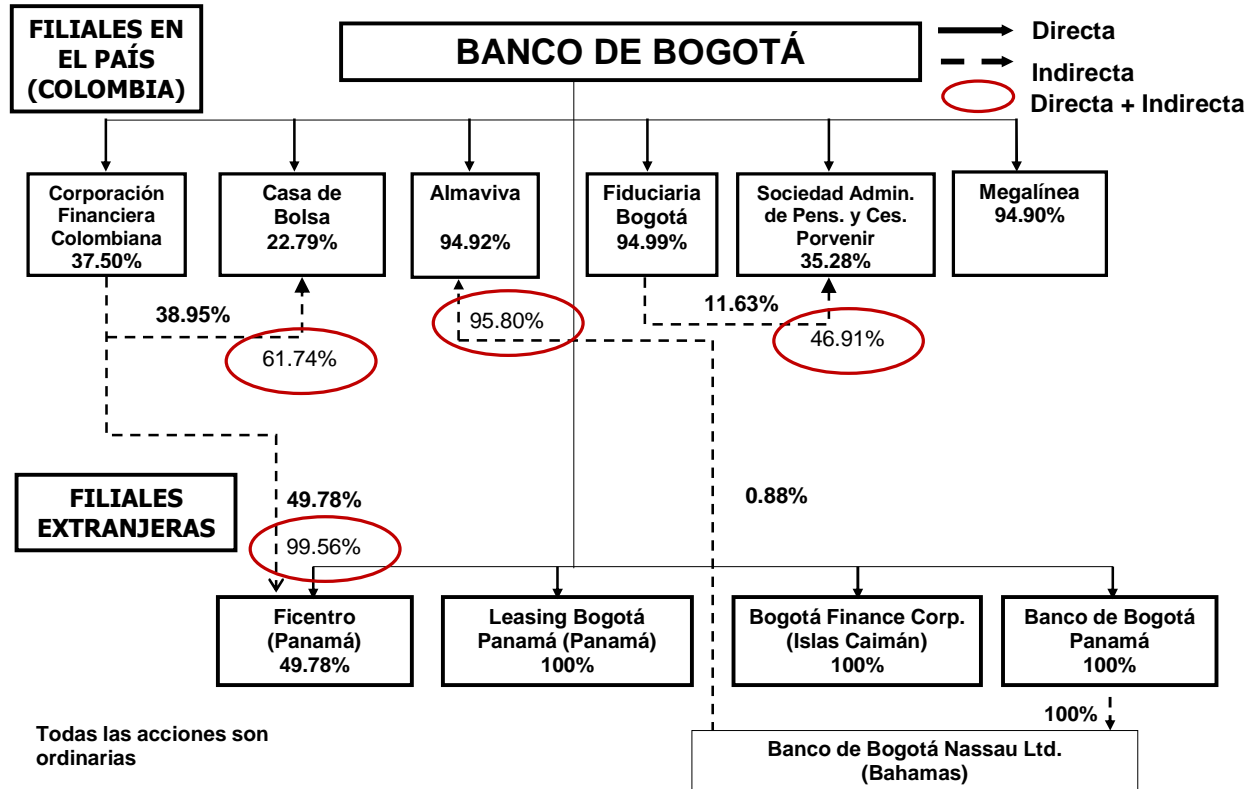 FILIALES EN
EL PAÍS
(COLOMBIA)
BANCO DE BOGOTÁ
Directa
Indirecta
Directa + Indirecta
Corporación
Financiera
Colombiana
37.50%
Casa de
Bolsa
22.79%
Almaviva
94.92%
Fiduciaria
Bogotá
94.99%
Sociedad Admin.
de Pens. y Ces.
Porvenir
35.28%
Megalínea
94.90%
38.95%
61.74%
95.80%
11.63%
46.91%
FILIALES
EXTRANJERAS
49.78%
99.56%
0.88%
Ficentro
(Panamá)
49.78%
Leasing Bogotá
Panamá (Panamá)
100%
Bogotá Finance Corp.
(Islas Caimán)
100%
Banco de Bogotá
Panamá
100%
100%
Todas las acciones son
ordinarias
Banco de Bogotá Nassau Ltd.
(Bahamas)